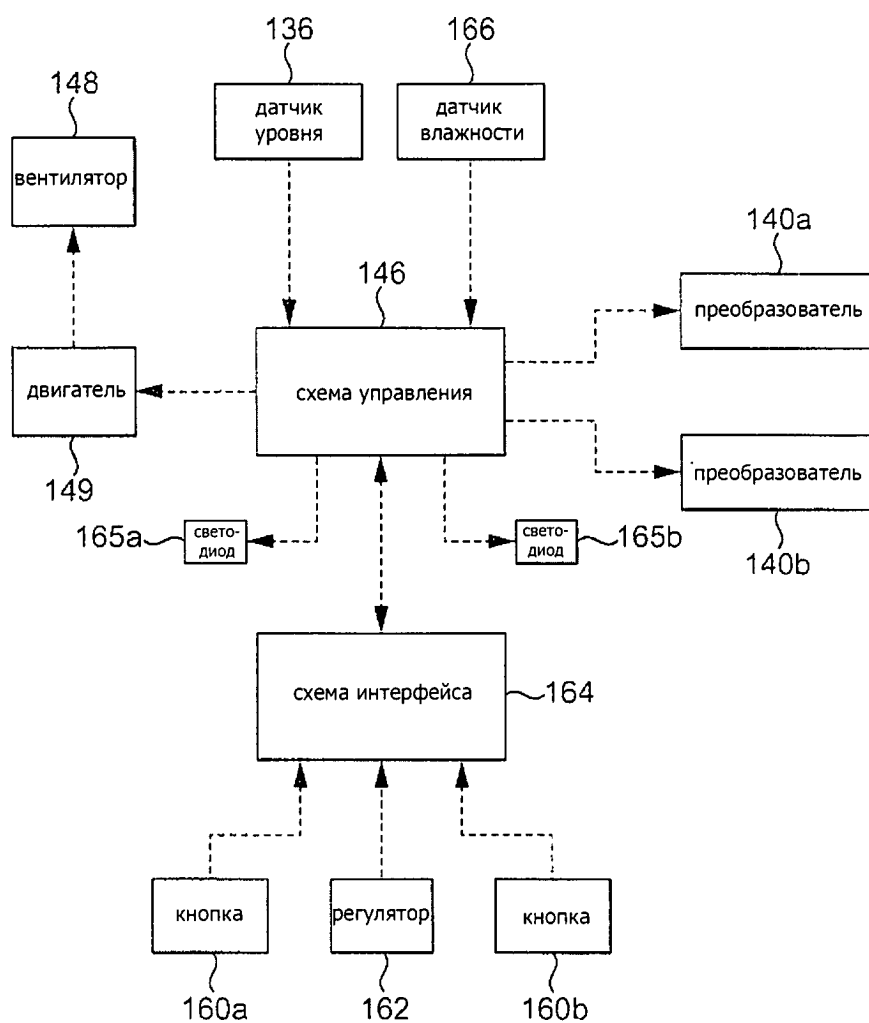 136
166
148
датчик
уровня
датчик
влажности
вентилятор
146
140a
преобразователь
схема управления
двигатель
149
преобразователь
140b
165a
свето-
диод
свето-
диод
165b
схема интерфейса
164
кнопка
регулятор
кнопка
160a
162
160b